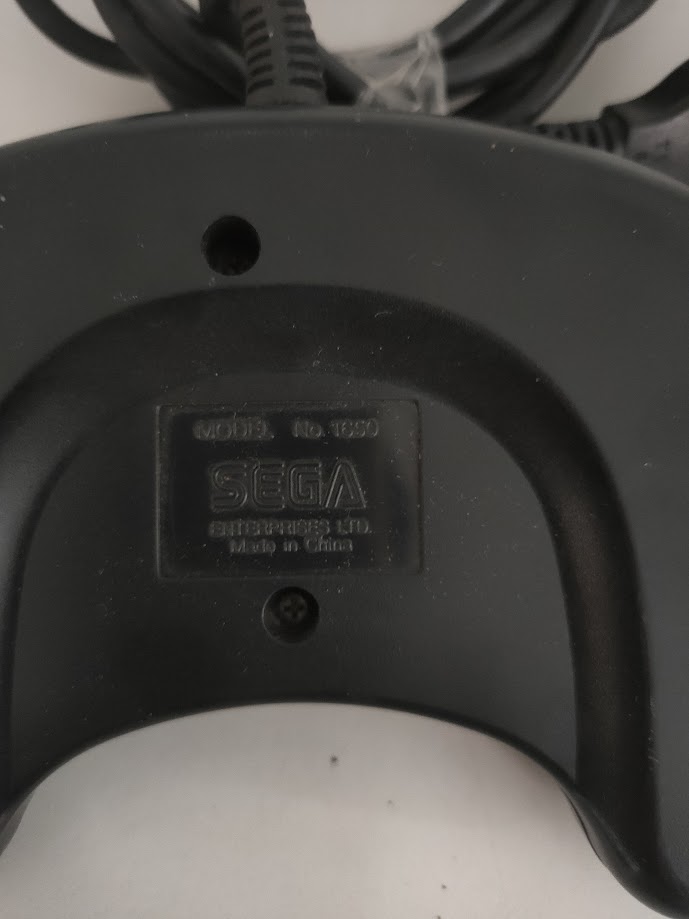 MODEL No. 1650
SEGA
ENTERPRISES LTD.
Made in China